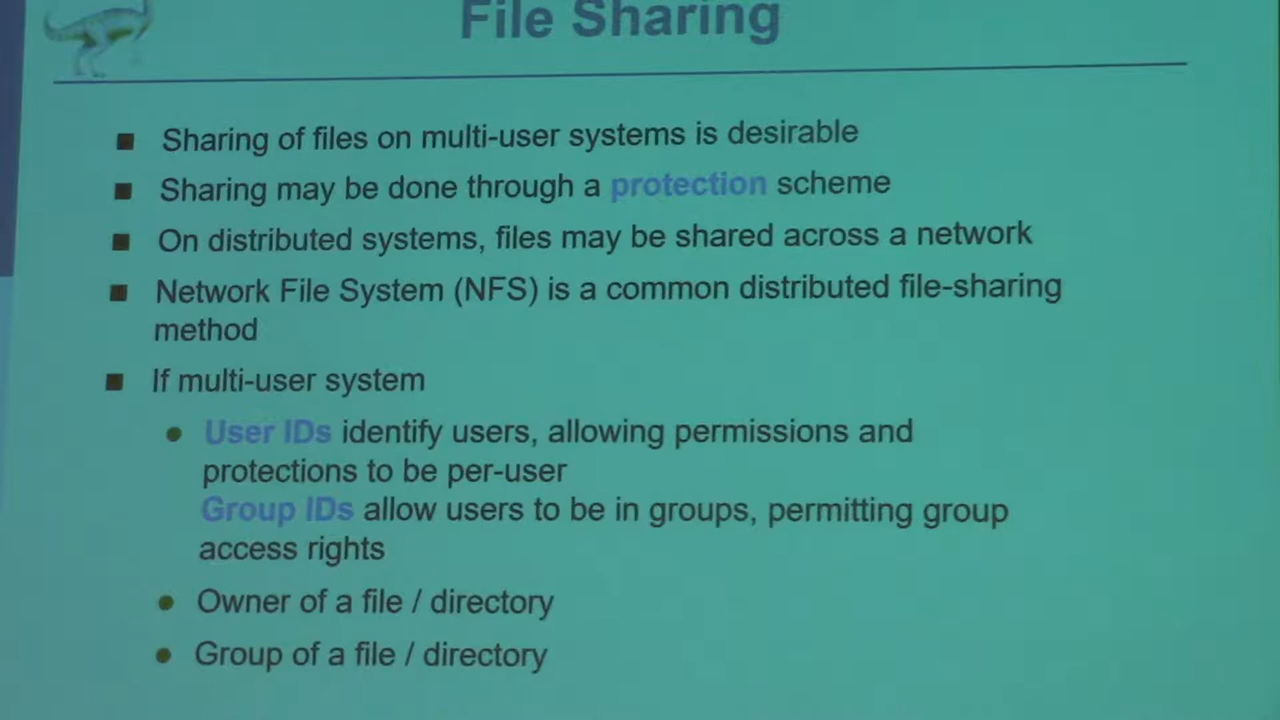 File Sharing
Sharing of files on multi-user systems is desirable
Sharing may be done through a protection scheme
On distributed systems, files may be shared across a network
Network File System (NFS) is a common distributed file-sharing
method
If multi-user system
User IDs identify users, allowing permissions and
protections to be per-user
Group IDs allow users to be in groups, permitting group
access rights
Owner of a file / directory
Group of a file / directory